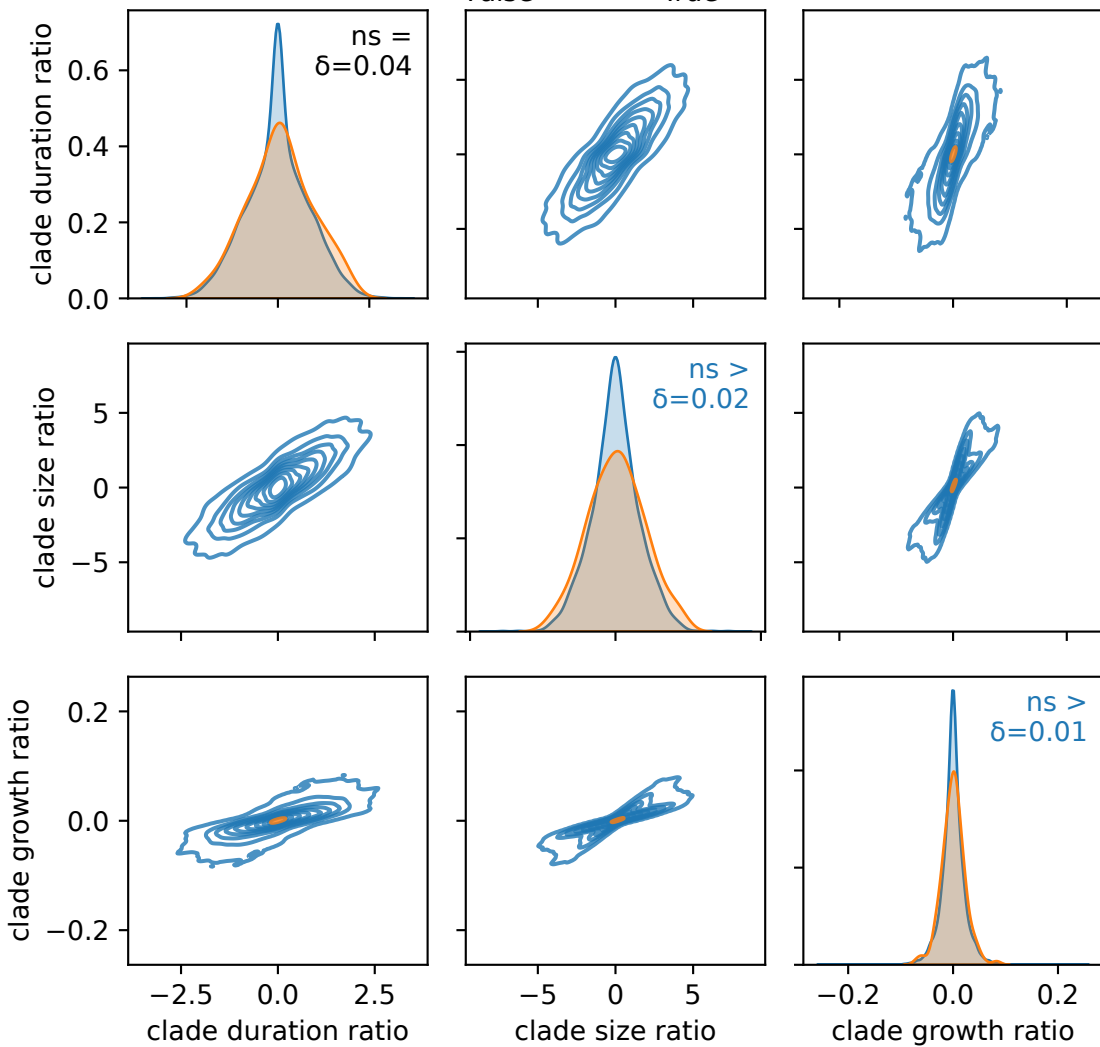 ns =
δ=0.04
clade duration ratio
0.6
0.4
0.2
0.0
ns >
δ=0.02
clade size ratio
5
0
−5
ns >
δ=0.01
clade growth ratio
0.2
0.0
−0.2
−2.5 0.0 2.5
−5 0 5
−0.2 0.0 0.2
clade duration ratio
clade size ratio
clade growth ratio